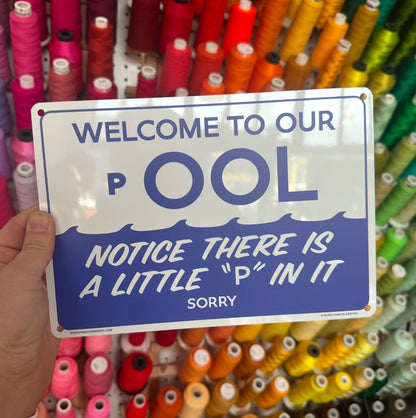 WELCOME TO OUR
P OOL
NOTICE THERE IS
A LITTLE "P" IN IT
SORRY